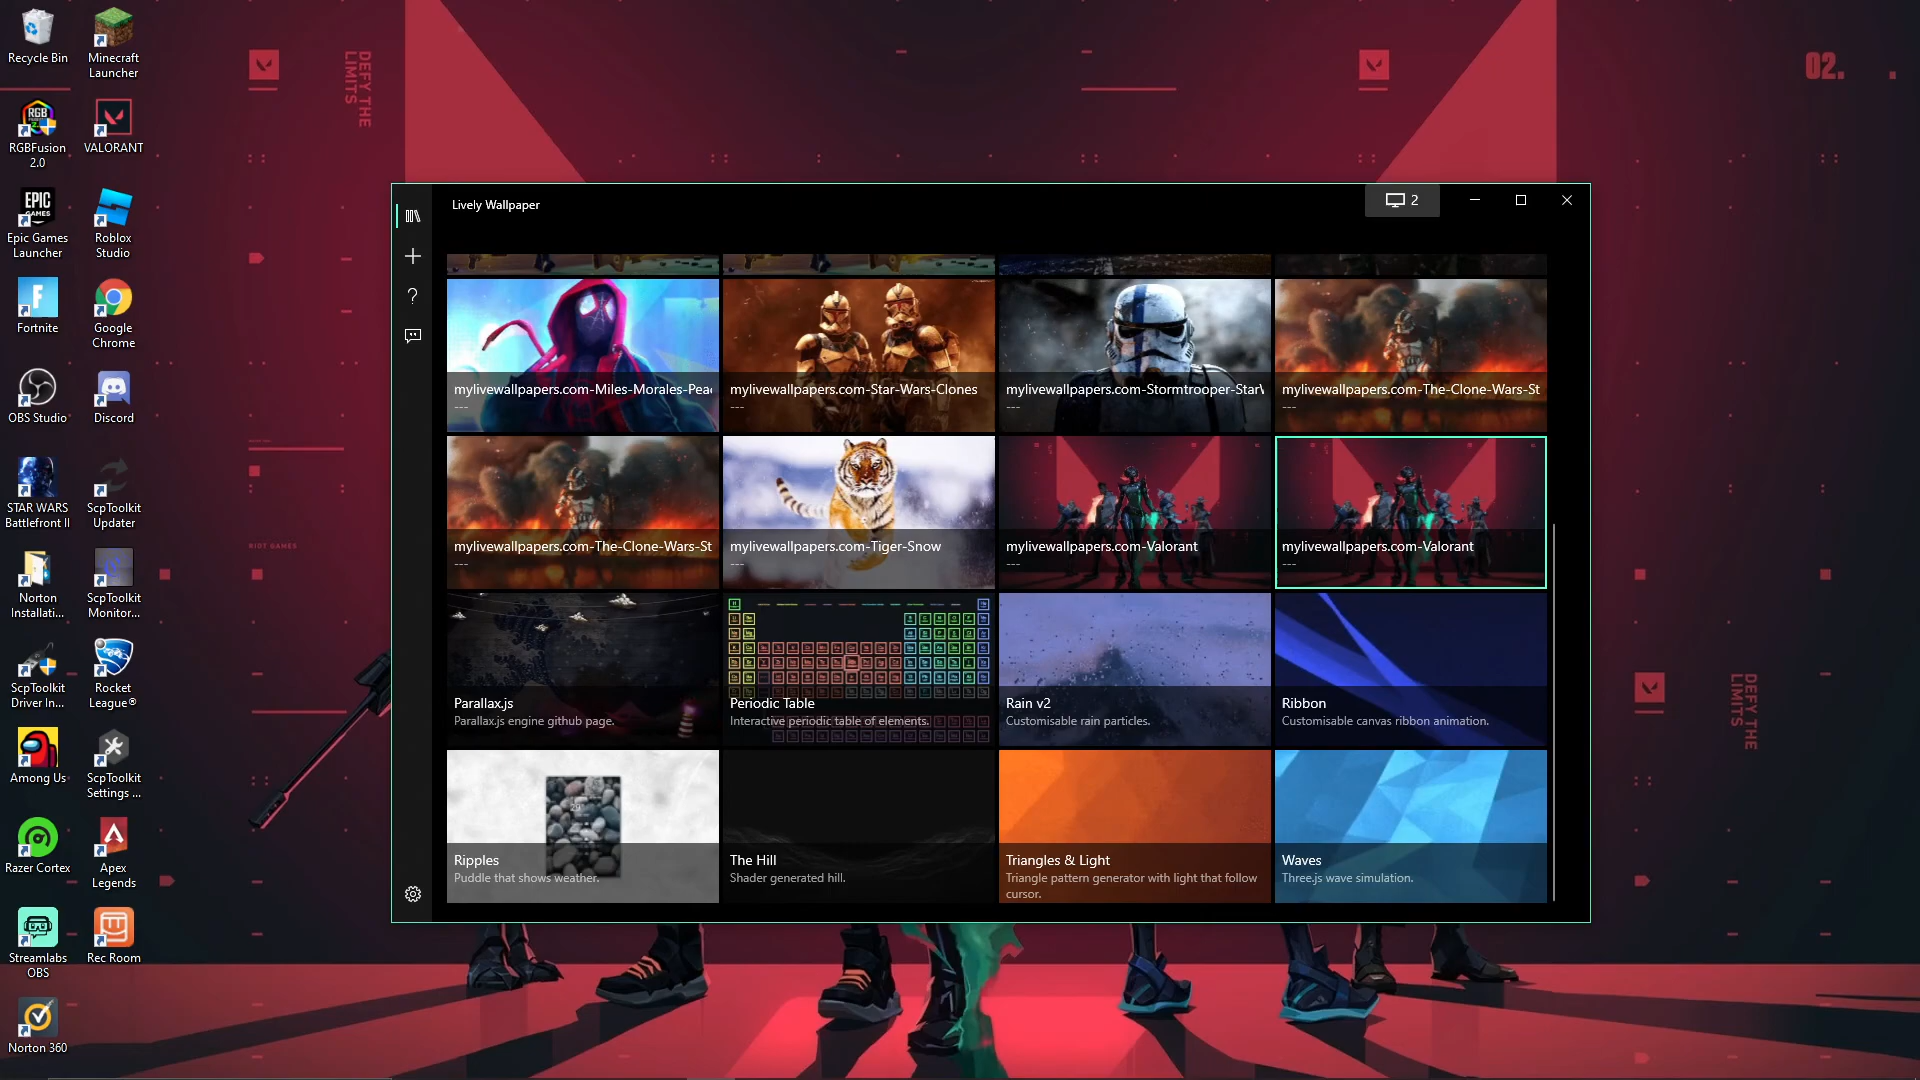 Recycle Bin
Minecraft
Launcher
RGB
RGBFusion
2.0
VALORANT
EPIC
GAMES
Epic Games
Launcher
Roblox
Studio
Fortnite
Google
Chrome
OBS Studio
Discord
STAR WARS
Battlefront II
ScpToolkit
Updater
Norton
Installati...
ScpToolkit
Monitor...
ScpToolkit
Driver In...
Rocket
League®
Among Us
ScpToolkit
Settings ...
Razer Cortex
Apex
Legends
Streamlabs
OBS
Rec Room
Norton 360
DEFY THE
LIMITS
02.
RIOT GAMES
DEFY THE
LIMITS
Lively Wallpaper
2
mylivewallpapers.com-Miles-Morales-Pea
---
mylivewallpapers.com-Star-Wars-Clones
---
mylivewallpapers.com-Stormtrooper-Star
---
mylivewallpapers.com-The-Clone-Wars-St
---
mylivewallpapers.com-The-Clone-Wars-St
---
mylivewallpapers.com-Tiger-Snow
---
mylivewallpapers.com-Valorant
---
mylivewallpapers.com-Valorant
---
Parallax.js
Parallax.js engine github page.
Periodic Table
Interactive periodic table of elements.
Rain v2
Customisable rain particles.
Ribbon
Customisable canvas ribbon animation.
Ripples
Puddle that shows weather.
The Hill
Shader generated hill.
Triangles & Light
Triangle pattern generator with light that follow
cursor.
Waves
Three.js wave simulation.